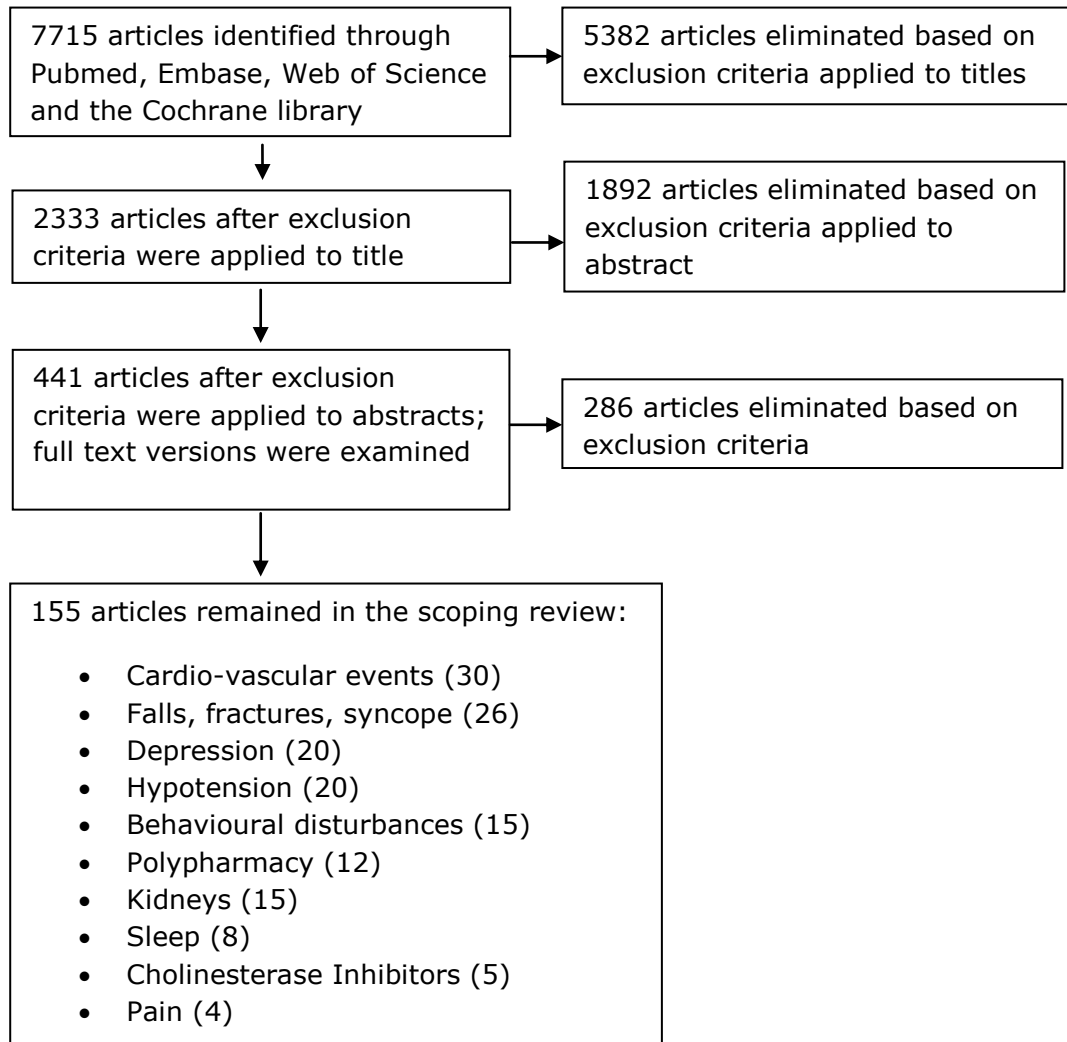 7715 articles identified through
Pubmed, Embase, Web of Science
and the Cochrane library
5382 articles eliminated based on
exclusion criteria applied to titles
2333 articles after exclusion
criteria were applied to title
1892 articles eliminated based on
exclusion criteria applied to
abstract
441 articles after exclusion
criteria were applied to abstracts;
full text versions were examined
286 articles eliminated based on
exclusion criteria
155 articles remained in the scoping review:
• Cardio-vascular events (30)
• Falls, fractures, syncope (26)
• Depression (20)
• Hypotension (20)
• Behavioural disturbances (15)
• Polypharmacy (12)
• Kidneys (15)
• Sleep (8)
• Cholinesterase Inhibitors (5)
• Pain (4)